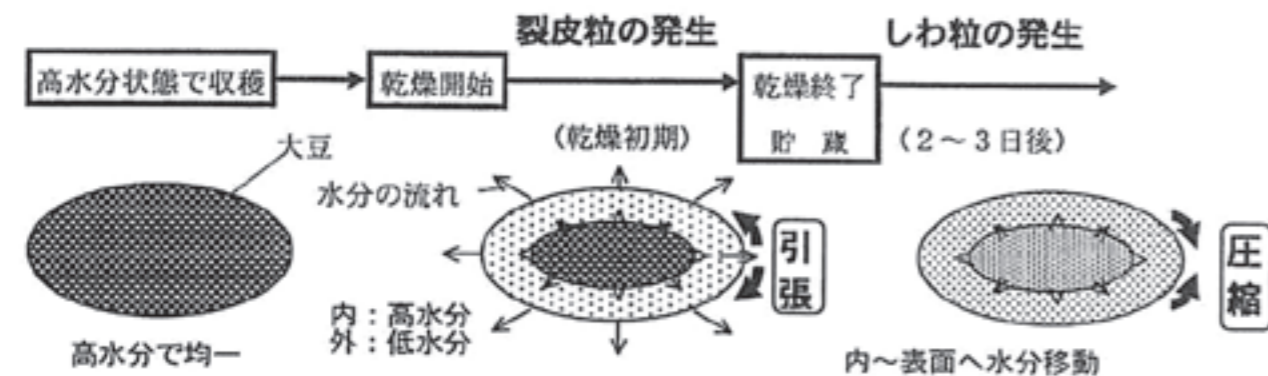 裂皮粒の発生
しわ粒の発生
高水分状態で収穫
乾燥開始
乾燥終了
貯 蔵
(乾燥初期)
(2~3日後)
大豆
水分の流れ
引張
圧縮
内:高水分
外:低水分
高水分で均一
内~表面へ水分移動